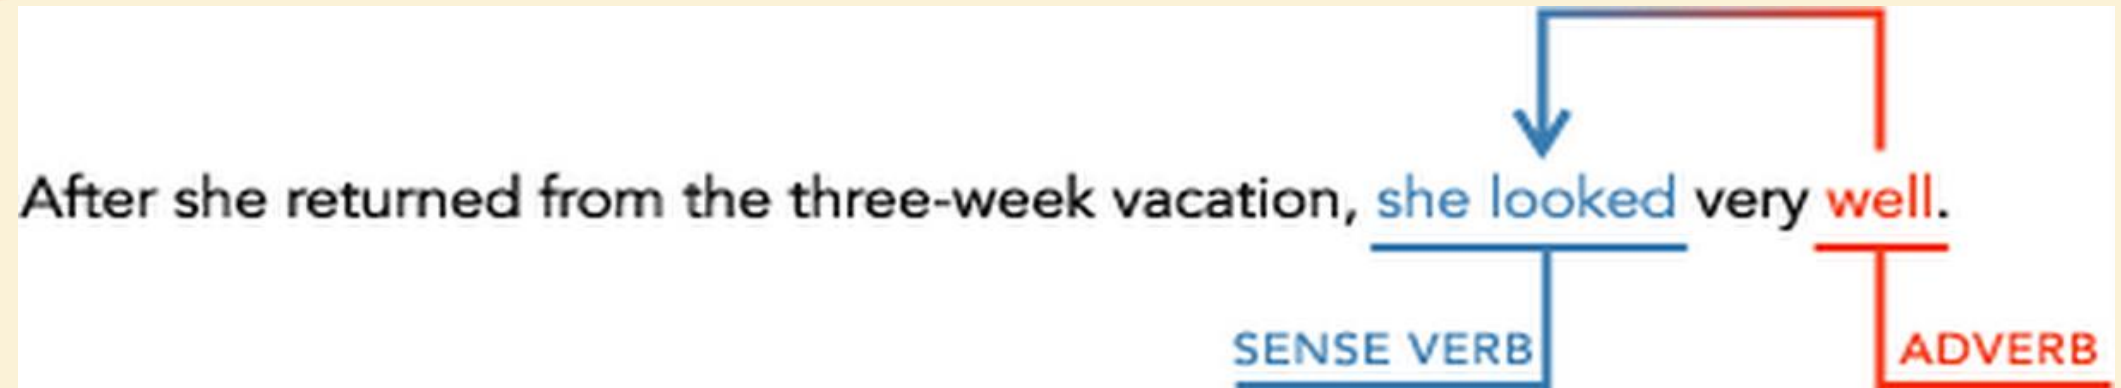 After she returned from the three-week vacation, she looked very well.
SENSE VERB ADVERB